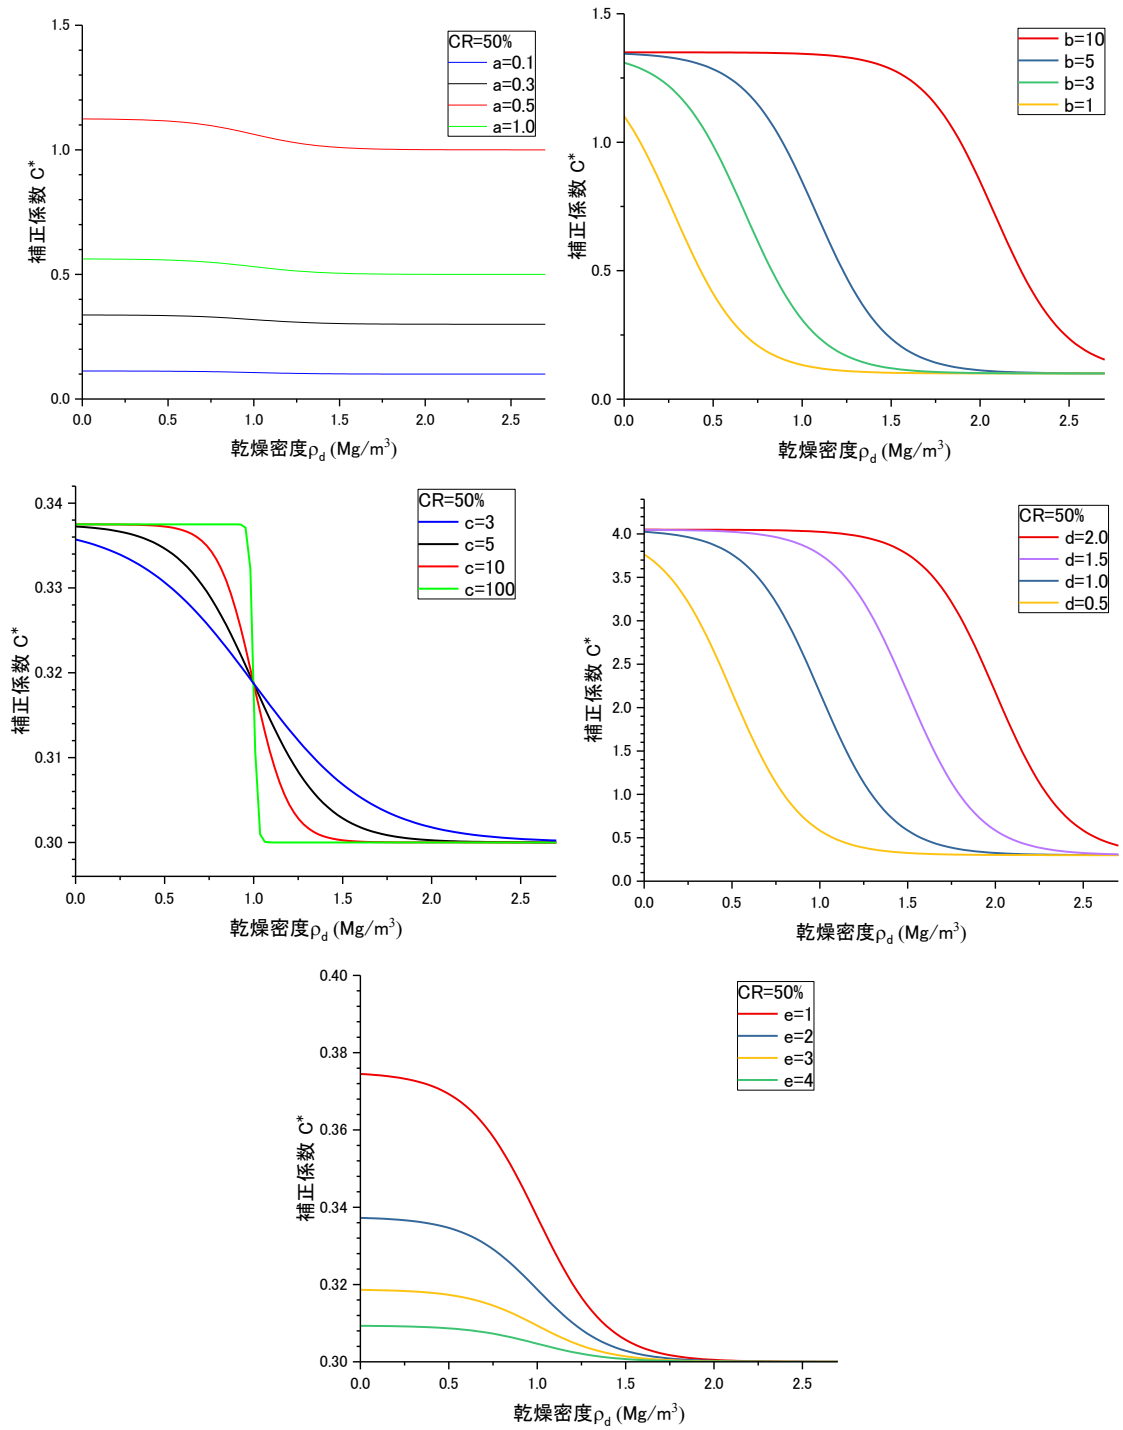 1.5
1.0
0.5
0.0
補正係数 C*
0.0 0.5 1.0 1.5 2.0 2.5
乾燥密度ρd (Mg/m3)
CR=50%
a=0.1
a=0.3
a=0.5
a=1.0
1.5
1.0
0.5
0.0
補正係数 C*
0.0 0.5 1.0 1.5 2.0 2.5
乾燥密度ρd (Mg/m3)
b=10
b=5
b=3
b=1
0.34
0.33
0.32
0.31
0.30
補正係数 C*
0.0 0.5 1.0 1.5 2.0 2.5
乾燥密度ρd (Mg/m3)
CR=50%
c=3
c=5
c=10
c=100
4.0
3.5
3.0
2.5
2.0
1.5
1.0
0.5
0.0
補正係数 C*
0.0 0.5 1.0 1.5 2.0 2.5
乾燥密度ρd (Mg/m3)
CR=50%
d=2.0
d=1.5
d=1.0
d=0.5
0.40
0.38
0.36
0.34
0.32
0.30
補正係数 C*
0.0 0.5 1.0 1.5 2.0 2.5
乾燥密度ρd (Mg/m3)
CR=50%
e=1
e=2
e=3
e=4